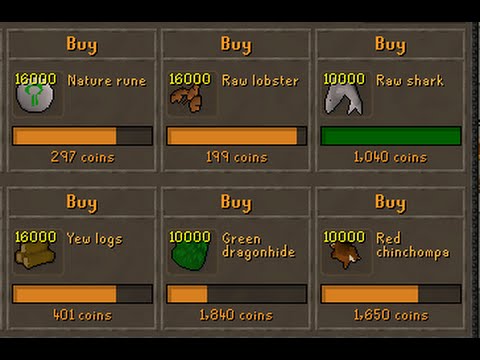 Buy
16000 Nature rune
297 coins
Buy
16000 Raw lobster
199 coins
Buy
10000 Raw shark
1,040 coins
Buy
16000 Yew logs
401 coins
Buy
10000 Green
dragonhide
1,840 coins
Buy
10000 Red
chinchompa
1,650 coins